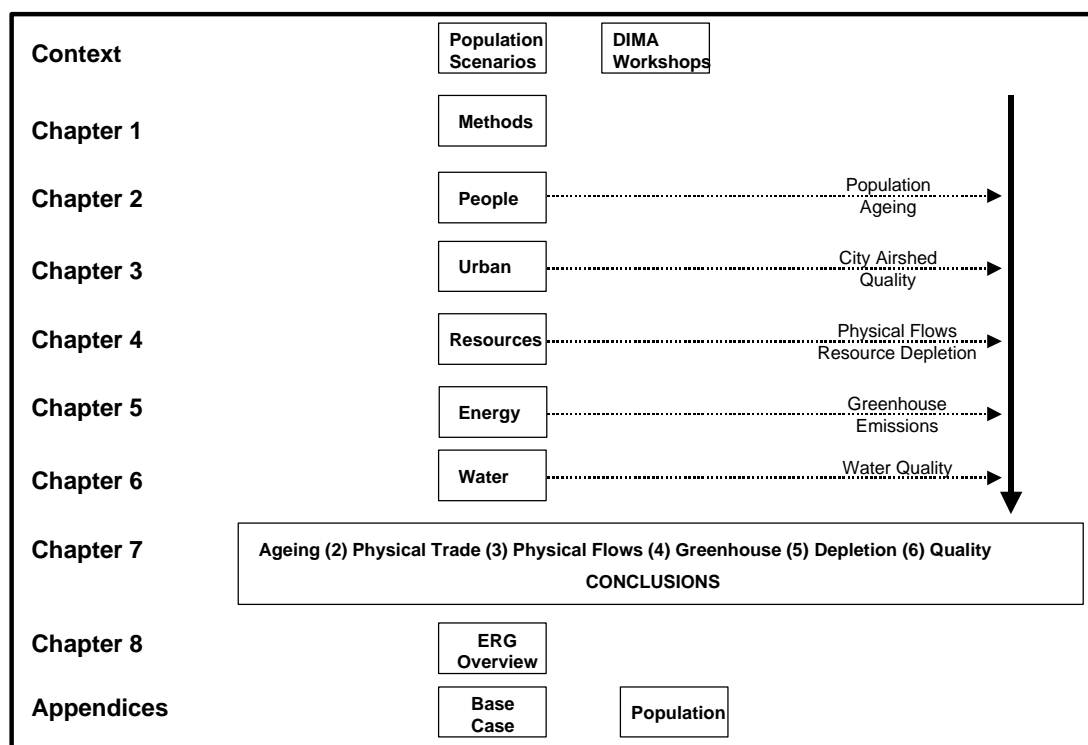 Context
Population
Scenarios
DIMA
Workshops
Chapter 1
Methods
Chapter 2
People
Population
Ageing
Chapter 3
Urban
City Airshed
Quality
Chapter 4
Resources
Physical Flows
Resource Depletion
Chapter 5
Energy
Greenhouse
Emissions
Chapter 6
Water
Water Quality
Chapter 7
Ageing (2) Physical Trade (3) Physical Flows (4) Greenhouse (5) Depletion (6) Quality
CONCLUSIONS
Chapter 8
ERG
Overview
Appendices
Base
Case
Population